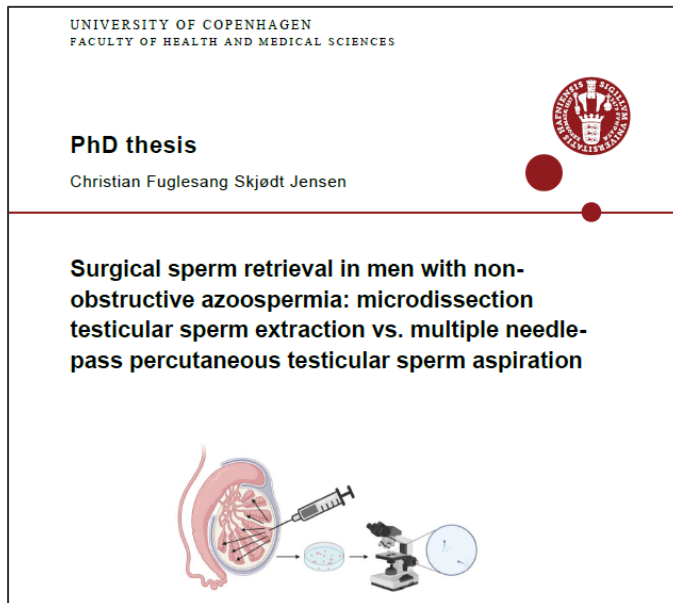 UNIVERSITY OF COPENHAGEN
FACULTY OF HEALTH AND MEDICAL SCIENCES
PhD thesis
Christian Fuglesang Skjødt Jensen
Surgical sperm retrieval in men with non-
obstructive azoospermia: microdissection
testicular sperm extraction vs. multiple needle-
pass percutaneous testicular sperm aspiration